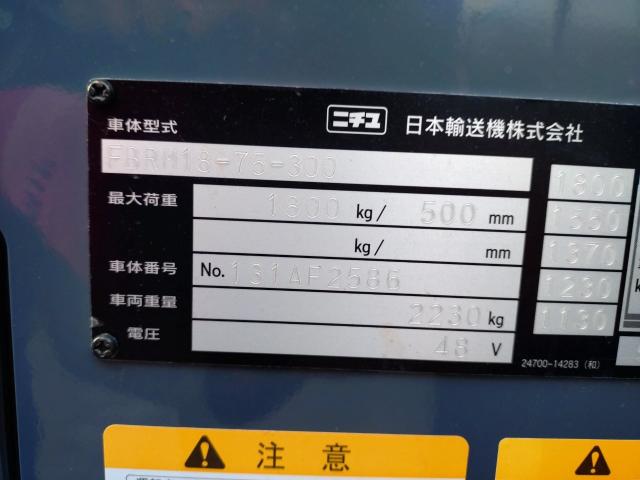 ニチユ 日本輸送機株式会社
車体型式
FBRM18-75-300
最大荷重 1800 kg/ 500 mm
kg/ mm
車体番号 No. 131AF2586
車両重量 2230 kg
電圧 48 V
1800
1550
1370
1230
1130
24700-14283 (和)
注意